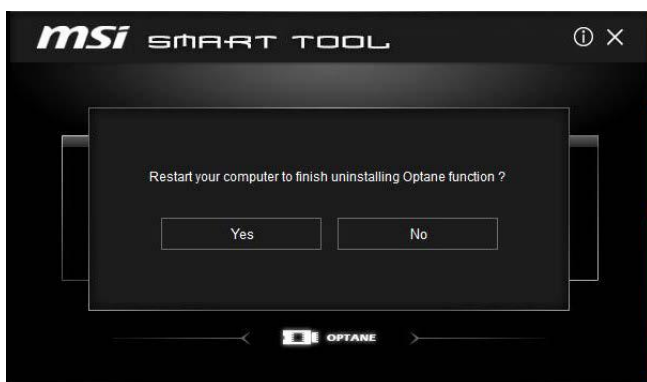 msi SMART TOOL
Restart your computer to finish uninstalling Optane function ?
Yes No
OPTANE